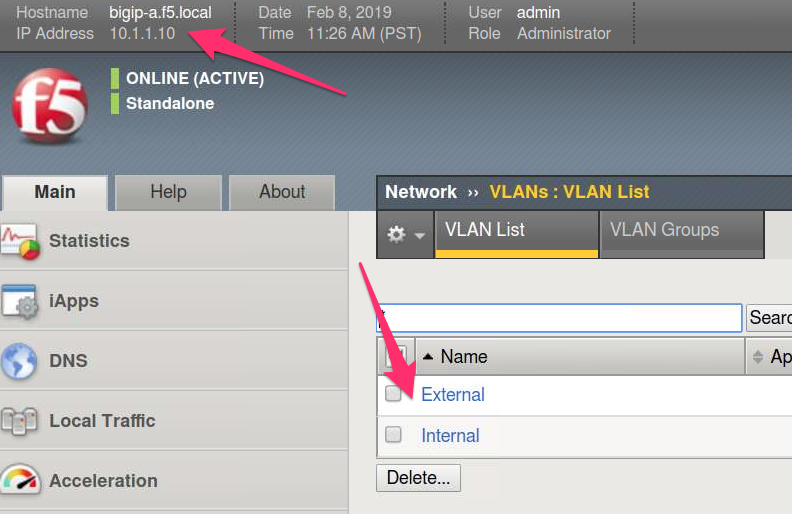 Hostname bigip-a.f5.local Date Feb 8, 2019 User admin
IP Address 10.1.1.10 Time 11:26 AM (PST) Role Administrator
f5
ONLINE (ACTIVE)
Standalone
Main Help About
Network ›› VLANs : VLAN List
VLAN List VLAN Groups
Statistics
iApps
DNS
Local Traffic
Acceleration
*
Searc
Name Ap
External
Internal
Delete...